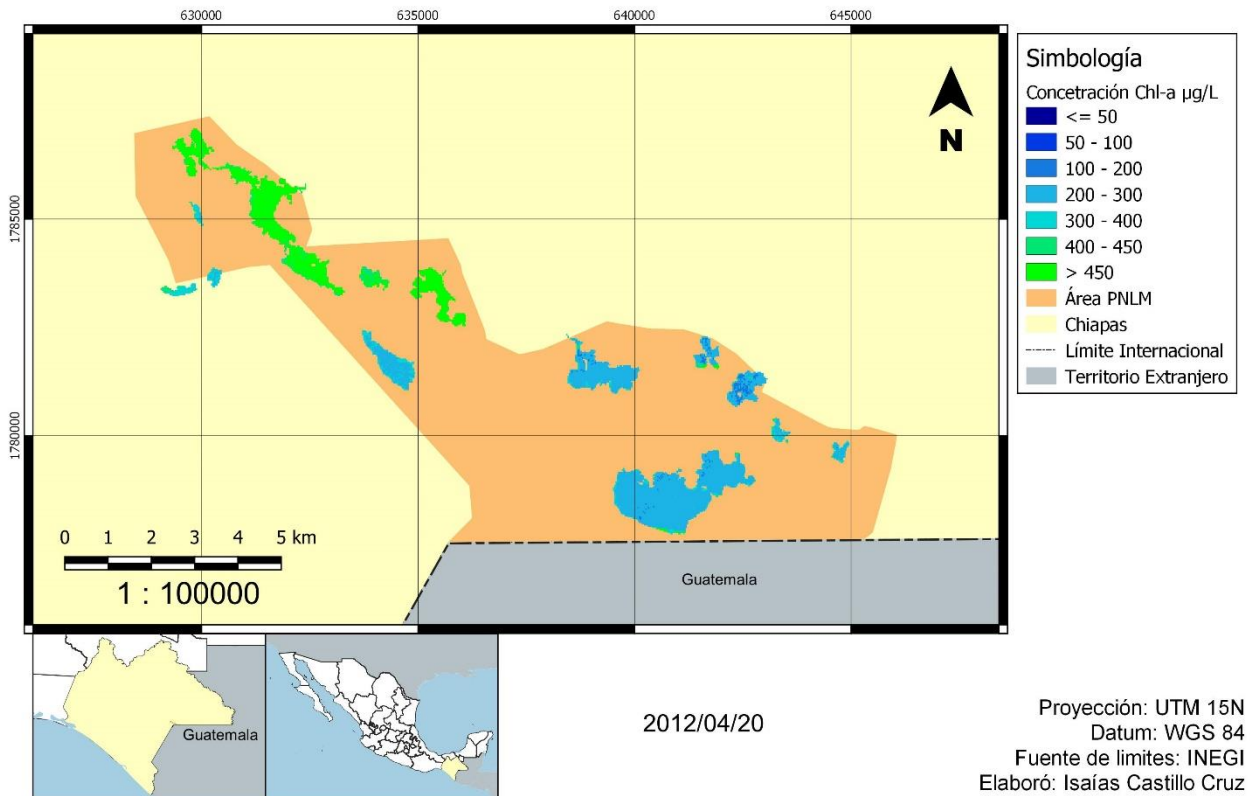 630000 635000 640000 645000
1785000
1780000
N
0 1 2 3 4 5 km
1 : 100000
Guatemala
Simbología
Concetración Chl-a µg/L
<= 50
50 - 100
100 - 200
200 - 300
300 - 400
400 - 450
> 450
Área PNLM
Chiapas
Límite Internacional
Territorio Extranjero
Guatemala
2012/04/20
Proyección: UTM 15N
Datum: WGS 84
Fuente de limites: INEGI
Elaboró: Isaías Castillo Cruz